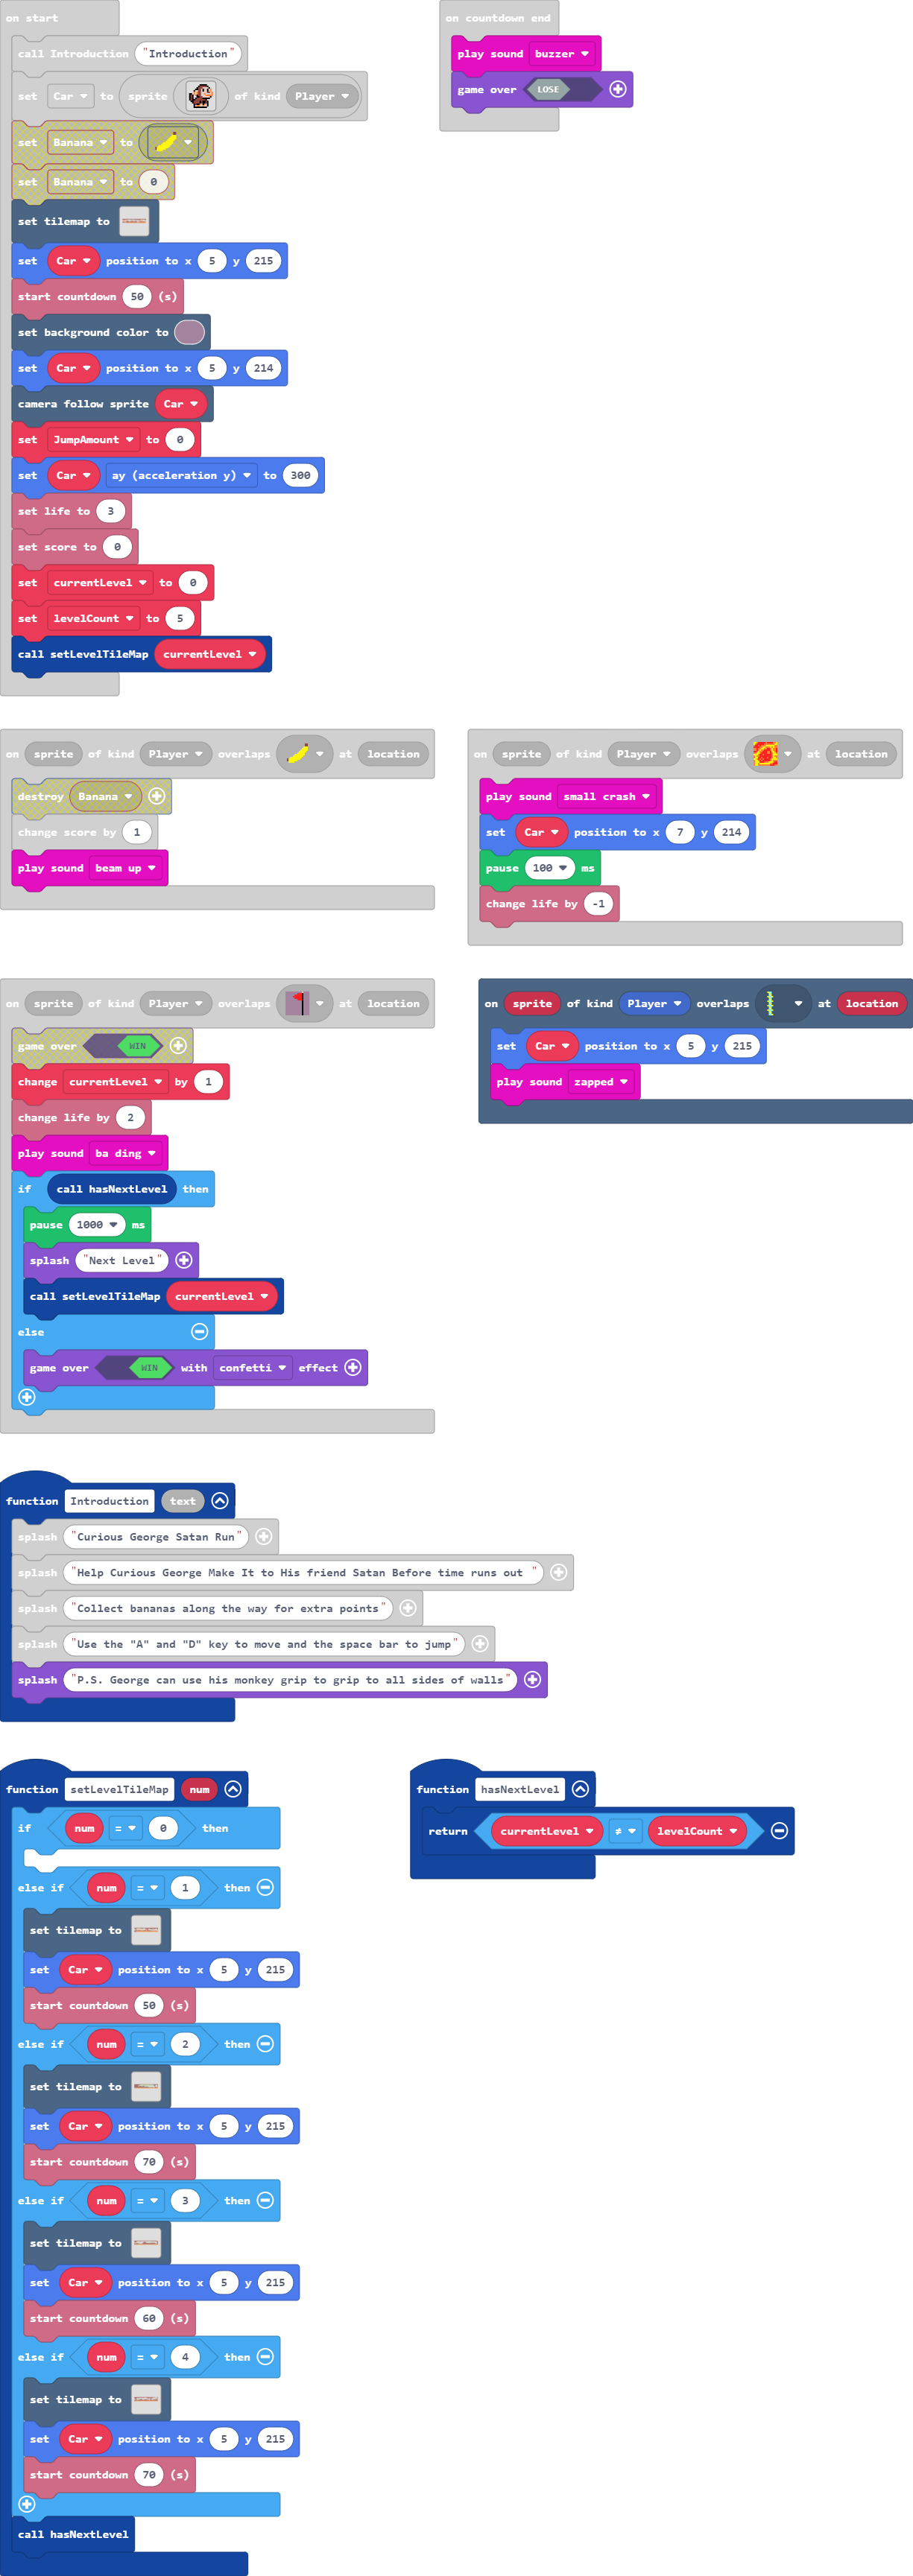 on start
call Introduction "Introduction"
set Car to sprite of kind Player
set Banana to
set Banana to 0
set tilemap to
set Car position to x 5 y 215
start countdown 50 (s)
set background color to
set Car position to x 5 y 214
camera follow sprite Car
set JumpAmount to 0
set Car ay (acceleration y) to 300
set life to 3
set score to 0
set currentLevel to 0
set levelCount to 5
call setLevelTileMap currentLevel
on countdown end
play sound buzzer
game over LOSE
on sprite of kind Player overlaps at location
destroy Banana
change score by 1
play sound beam up
on sprite of kind Player overlaps at location
play sound small crash
set Car position to x 7 y 214
pause 100 ms
change life by -1
on sprite of kind Player overlaps at location
game over WIN
change currentLevel by 1
change life by 2
play sound ba ding
if call hasNextLevel then
pause 1000 ms
splash "Next Level"
call setLevelTileMap currentLevel
else
game over WIN with confetti effect
on sprite of kind Player overlaps at location
set Car position to x 5 y 215
play sound zapped
function Introduction text
splash "Curious George Satan Run"
splash "Help Curious George Make It to His friend Satan Before time runs out "
splash "Collect bananas along the way for extra points"
splash "Use the "A" and "D" key to move and the space bar to jump"
splash "P.S. George can use his monkey grip to grip to all sides of walls"
function setLevelTileMap num
if num = 0 then
else if num = 1 then
set tilemap to
set Car position to x 5 y 215
start countdown 50 (s)
else if num = 2 then
set tilemap to
set Car position to x 5 y 215
start countdown 70 (s)
else if num = 3 then
set tilemap to
set Car position to x 5 y 215
start countdown 60 (s)
else if num = 4 then
set tilemap to
set Car position to x 5 y 215
start countdown 70 (s)
call hasNextLevel
function hasNextLevel
return currentLevel ≠ levelCount